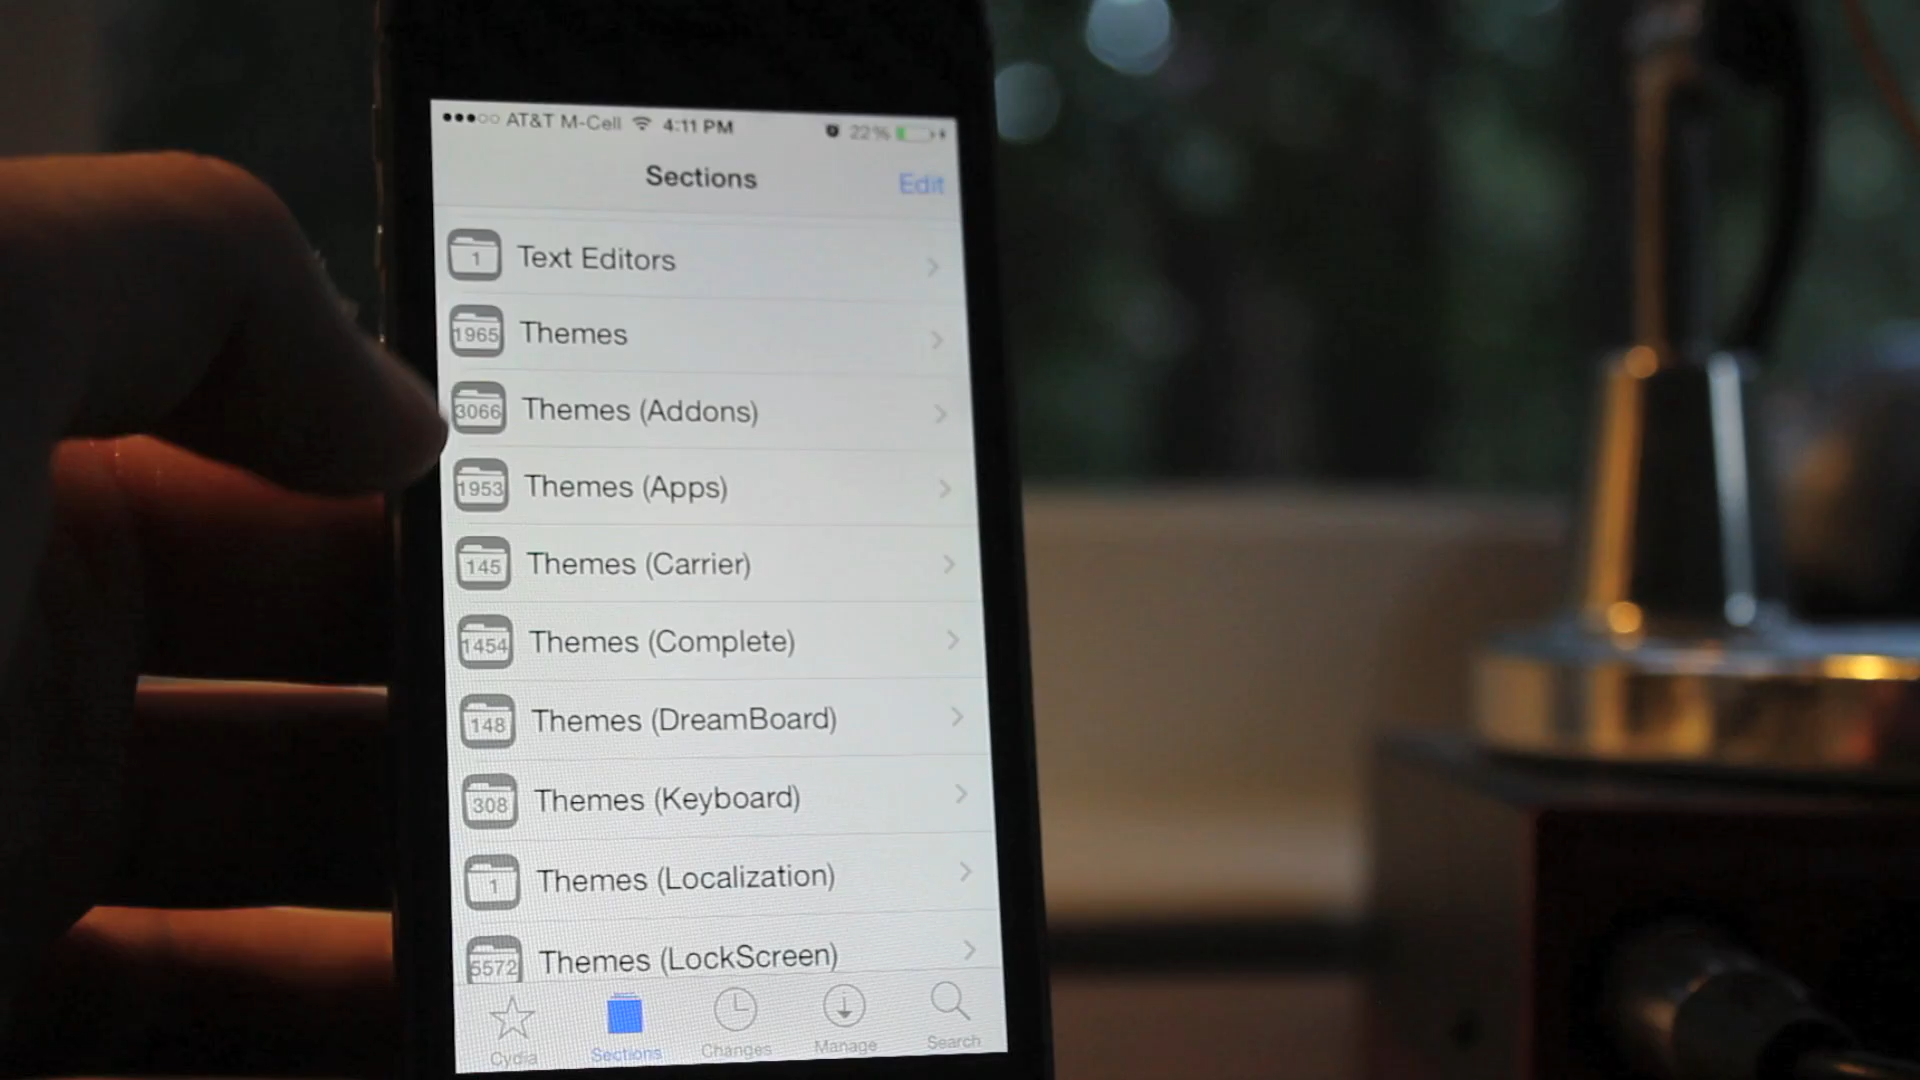 AT&T M-Cell 4:11 PM 22%
Sections Edit
1 Text Editors
1965 Themes
3066 Themes (Addons)
1953 Themes (Apps)
145 Themes (Carrier)
1454 Themes (Complete)
148 Themes (DreamBoard)
308 Themes (Keyboard)
1 Themes (Localization)
5572 Themes (LockScreen)
Cydia Sections Changes Manage Search